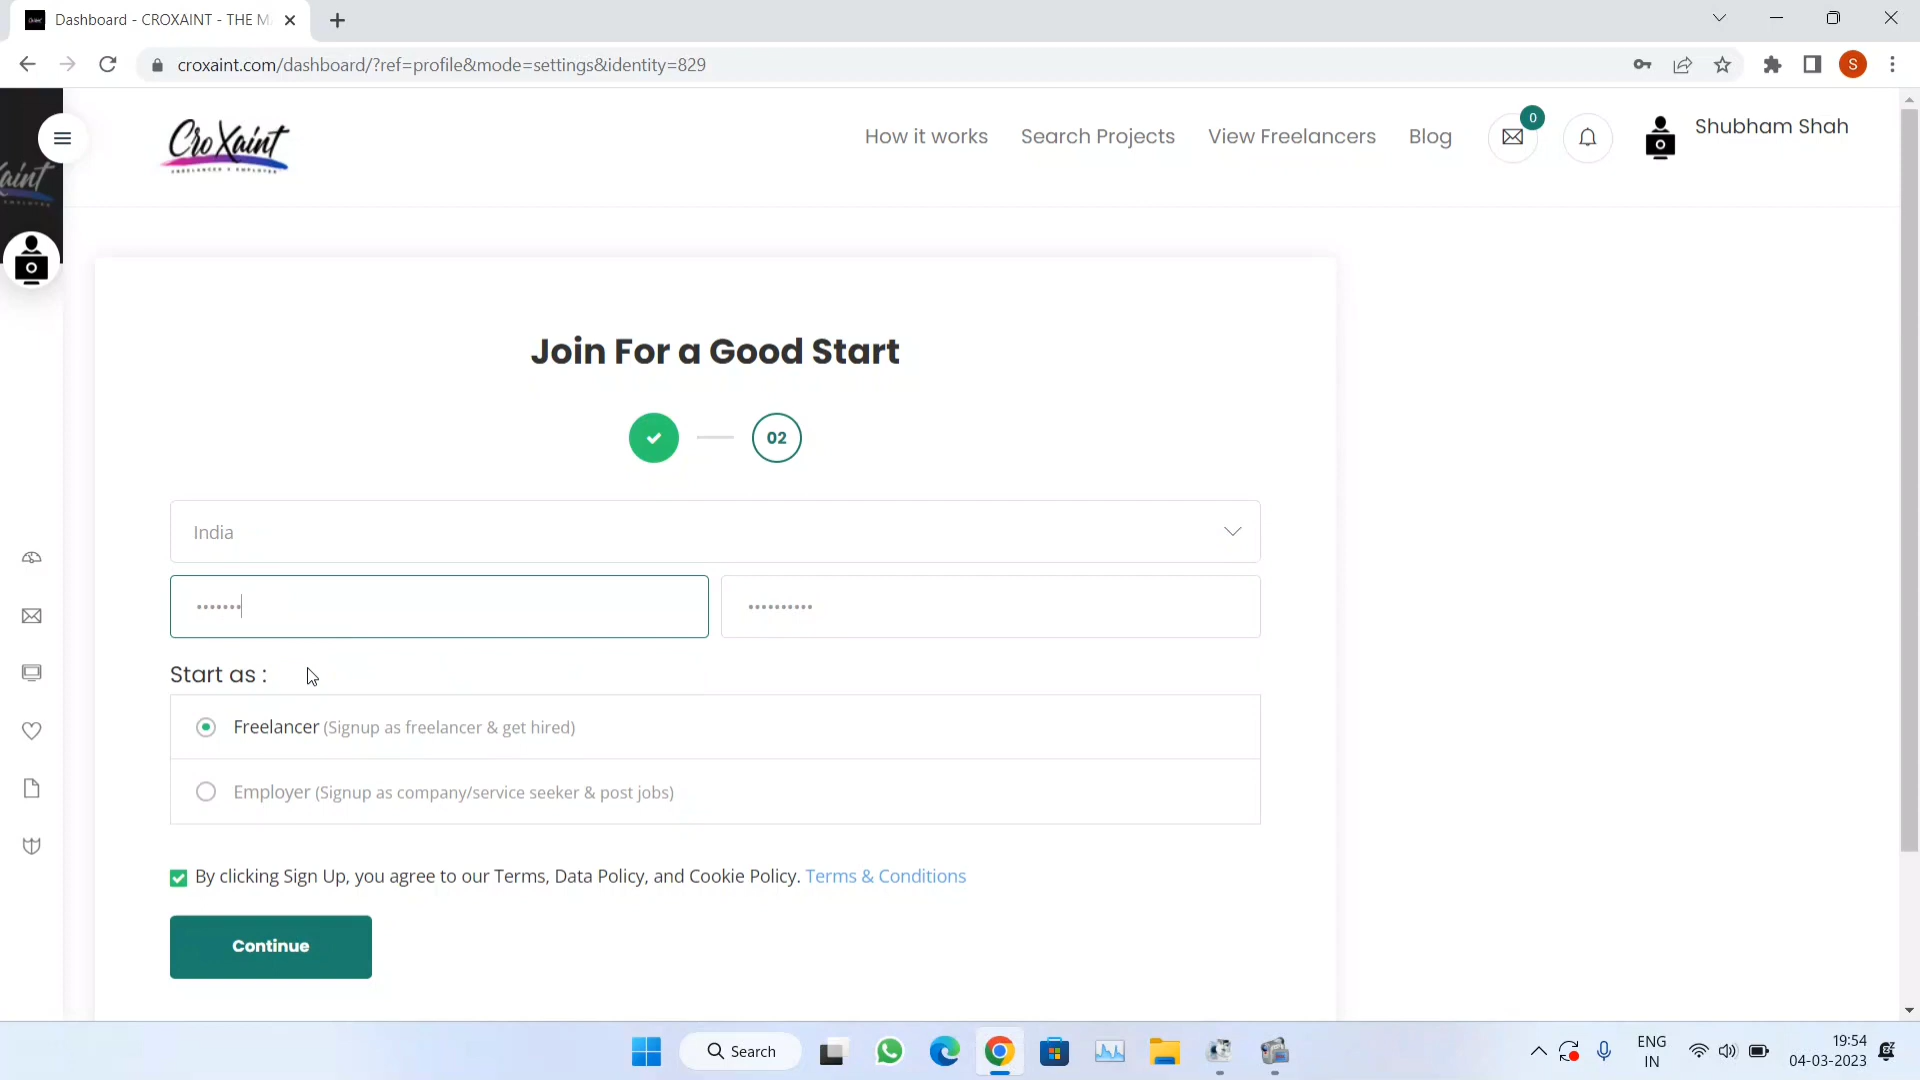 Dashboard - CROXAINT - THE M
croxaint.com/dashboard/?ref=profile&mode=settings&identity=829
S
CroXaint
FREELANCER & EMPLOYER
How it works
Search Projects
View Freelancers
Blog
0
Shubham Shah
aint
Join For a Good Start
02
India
•••••••
••••••••••
Start as :
Freelancer (Signup as freelancer & get hired)
Employer (Signup as company/service seeker & post jobs)
By clicking Sign Up, you agree to our Terms, Data Policy, and Cookie Policy. Terms & Conditions
Continue
Search
ENG
IN
19:54
04-03-2023